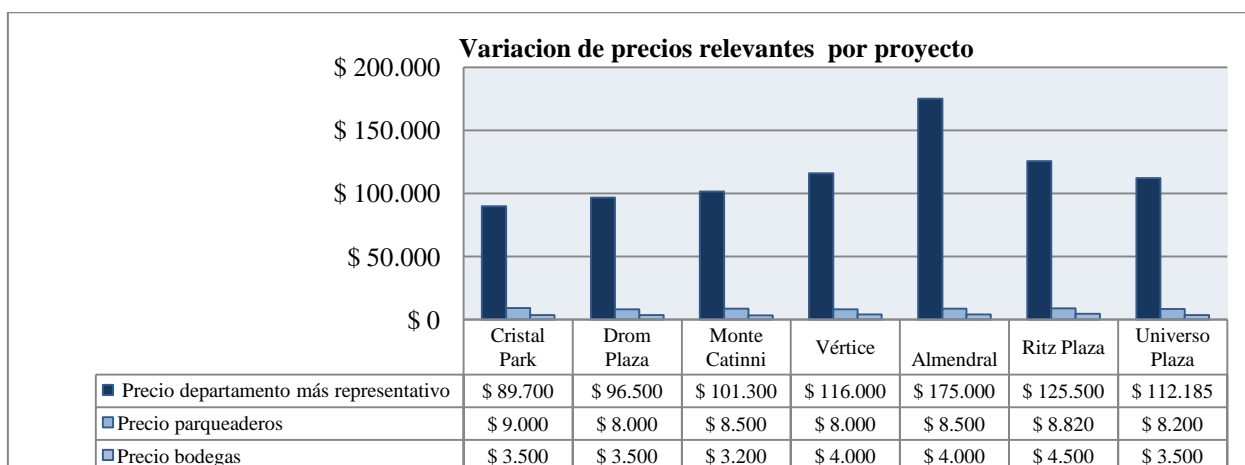 Variacion de precios relevantes por proyecto
$ 200.000
$ 150.000
$ 100.000
$ 50.000
$ 0
Cristal Park Drom Plaza Monte Catinni Vértice Almendral Ritz Plaza Universo Plaza
Precio departamento más representativo $ 89.700 $ 96.500 $ 101.300 $ 116.000 $ 175.000 $ 125.500 $ 112.185
Precio parqueaderos $ 9.000 $ 8.000 $ 8.500 $ 8.000 $ 8.500 $ 8.820 $ 8.200
Precio bodegas $ 3.500 $ 3.500 $ 3.200 $ 4.000 $ 4.000 $ 4.500 $ 3.500